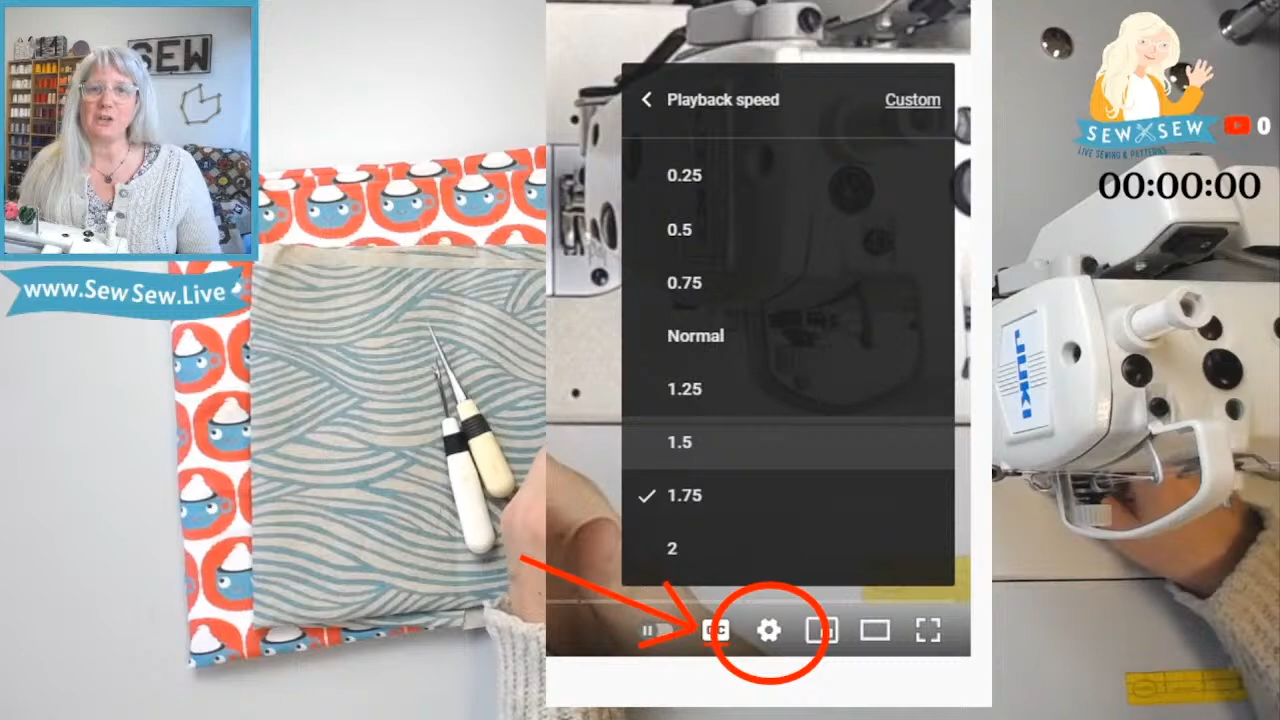 SEW
www.SewSew.Live
Playback speed
Custom
0.25
0.5
0.75
Normal
1.25
1.5
1.75
2
SEW SEW
LIVE SEWING & PATTERNS
0
00:00:00
JUKI